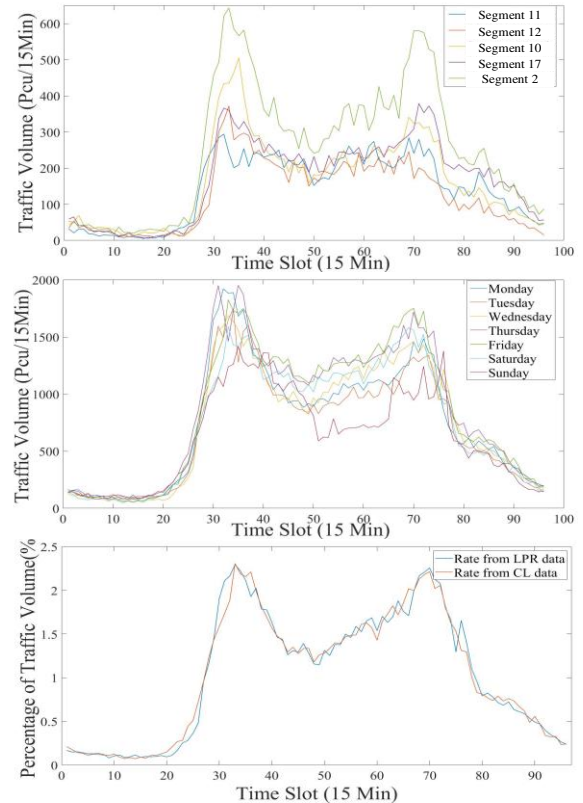 700
600
500
400
300
200
100
0
Traffic Volume (Pcu/15Min)
Segment 11
Segment 12
Segment 10
Segment 17
Segment 2
0 10 20 30 40 50 60 70 80 90 100
Time Slot (15 Min)
2000
1500
1000
500
0
Traffic Volume (Pcu/15Min)
Monday
Tuesday
Wednesday
Thursday
Friday
Saturday
Sunday
0 10 20 30 40 50 60 70 80 90 100
Time Slot (15 Min)
2.5
2
1.5
1
0.5
0
Percentage of Traffic Volume(%
Rate from LPR data
Rate from CL data
0 10 20 30 40 50 60 70 80 90
Time Slot (15 Min)